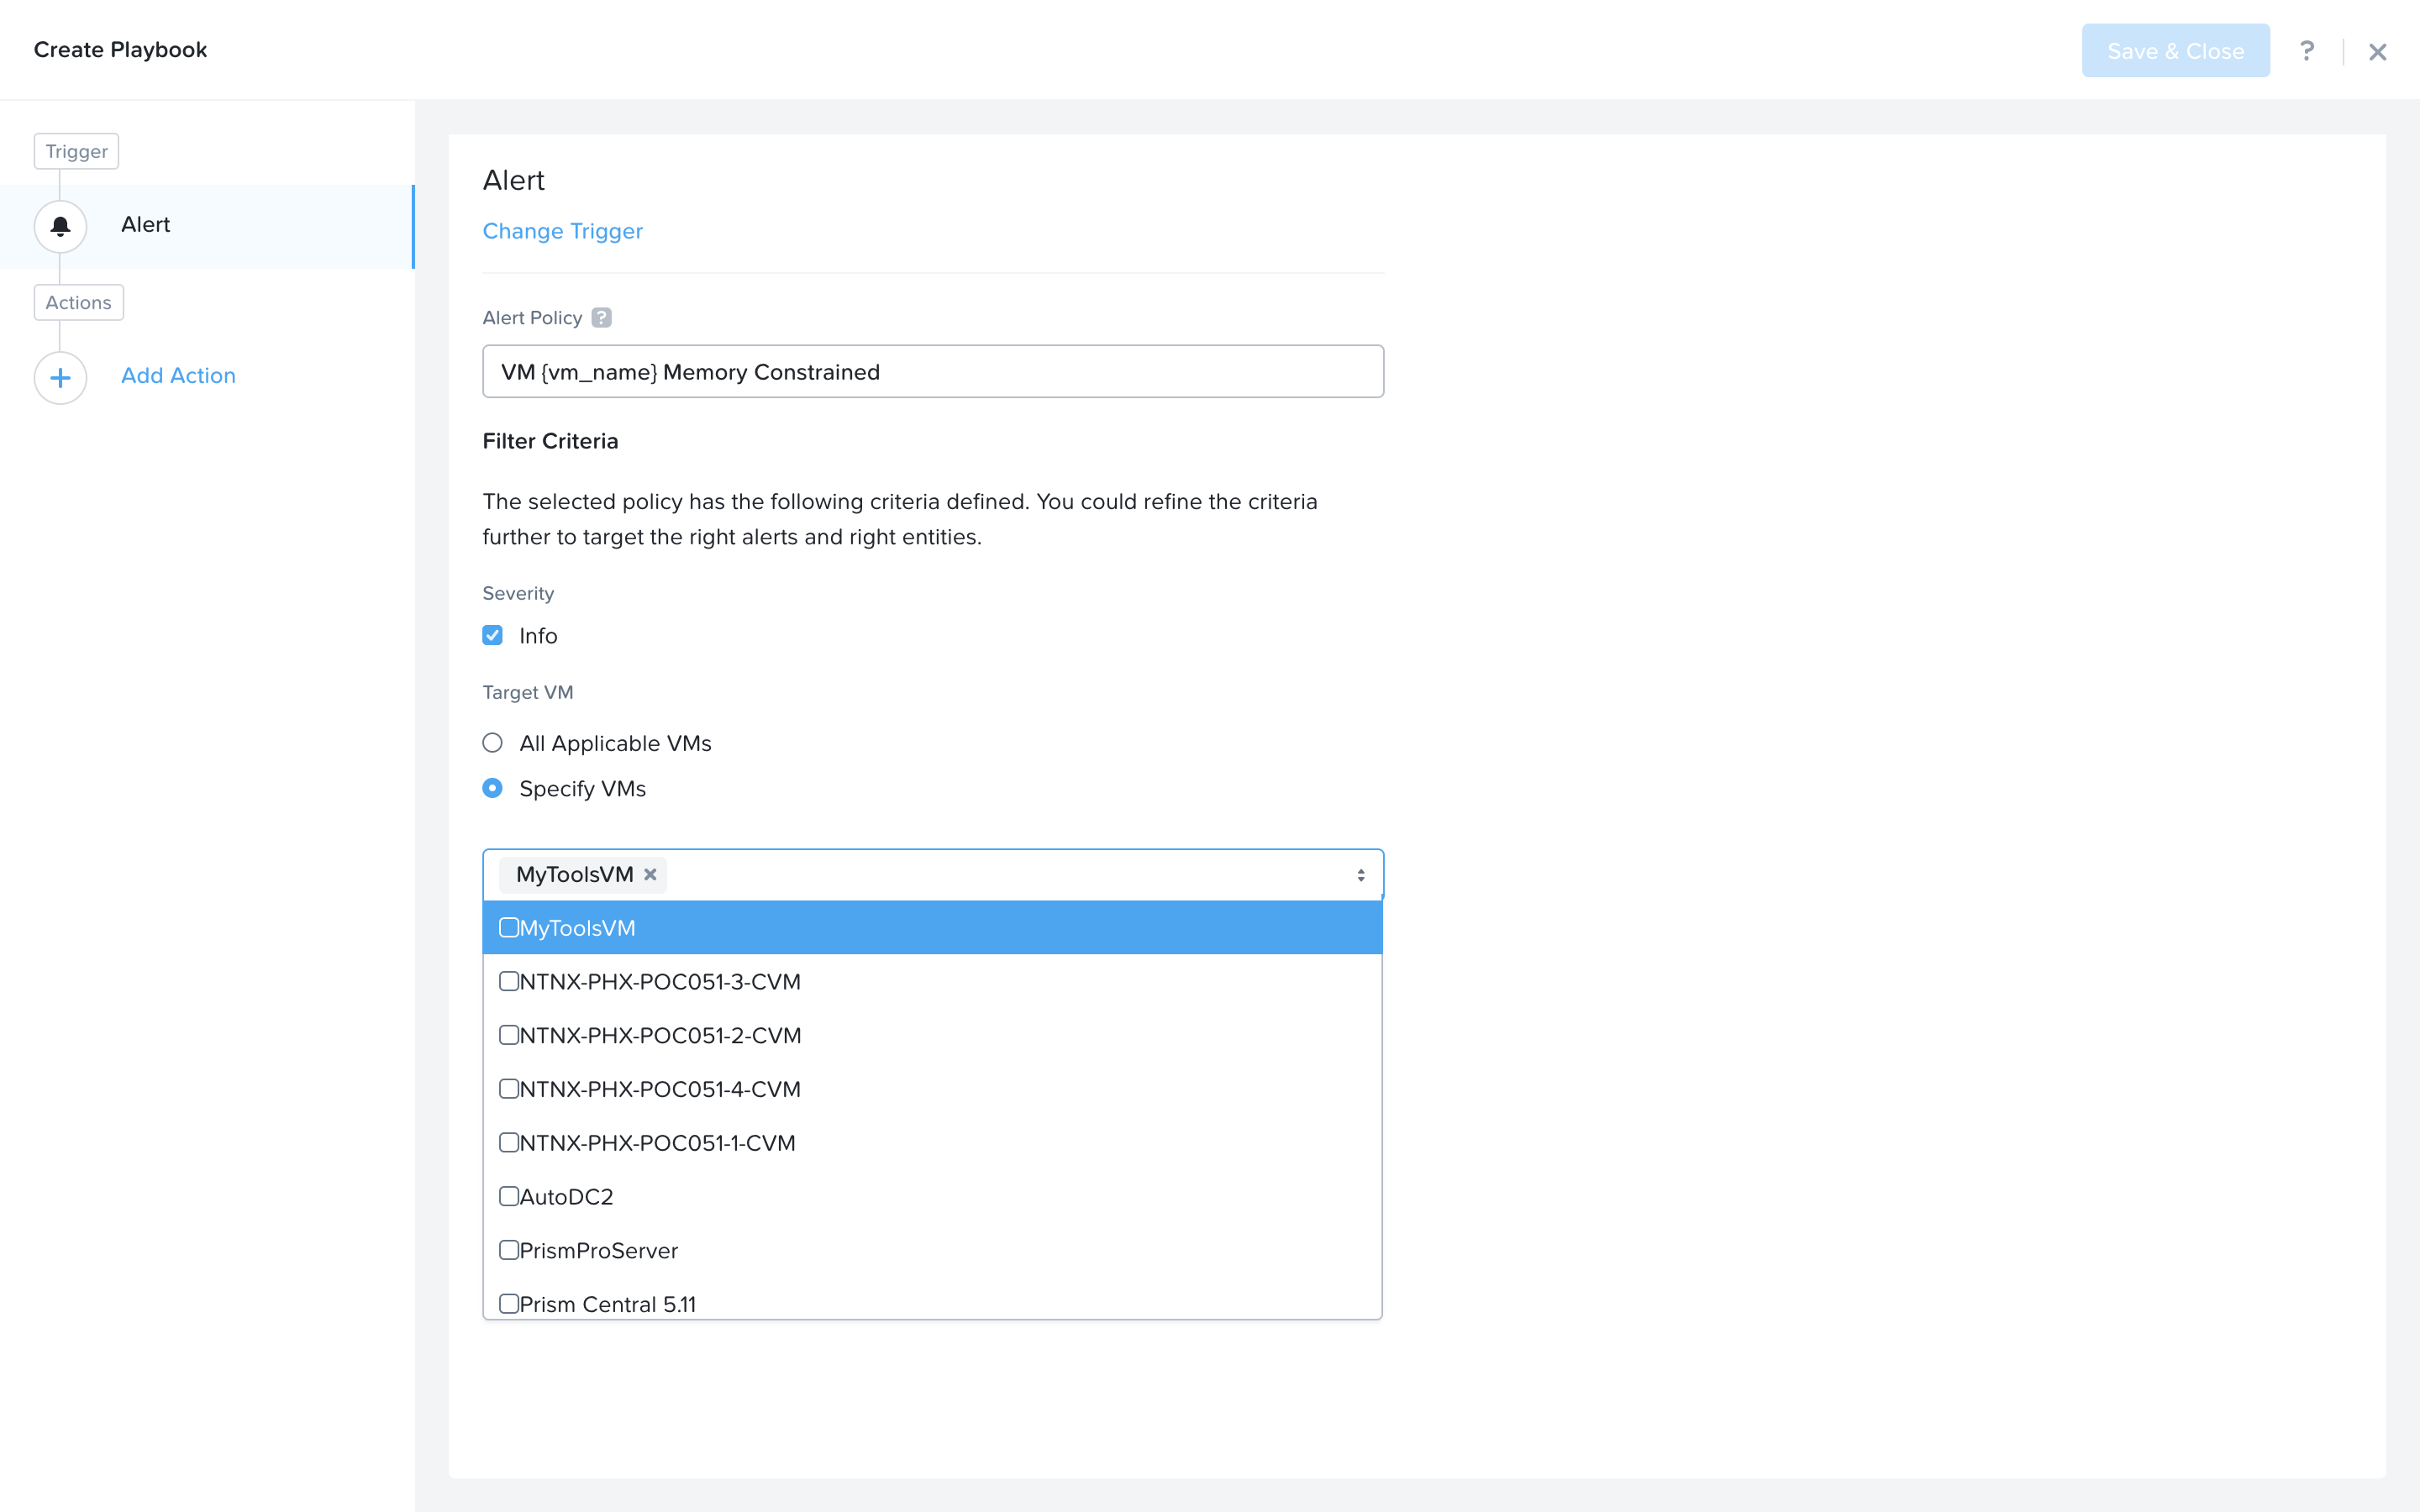 Create Playbook
Save & Close
?
Trigger
Alert
Actions
Add Action
Alert
Change Trigger
Alert Policy ?
VM {vm_name} Memory Constrained
Filter Criteria
The selected policy has the following criteria defined. You could refine the criteria
further to target the right alerts and right entities.
Severity
Info
Target VM
All Applicable VMs
Specify VMs
MyToolsVM
MyToolsVM
NTNX-PHX-POC051-3-CVM
NTNX-PHX-POC051-2-CVM
NTNX-PHX-POC051-4-CVM
NTNX-PHX-POC051-1-CVM
AutoDC2
PrismProServer
Prism Central 5.11